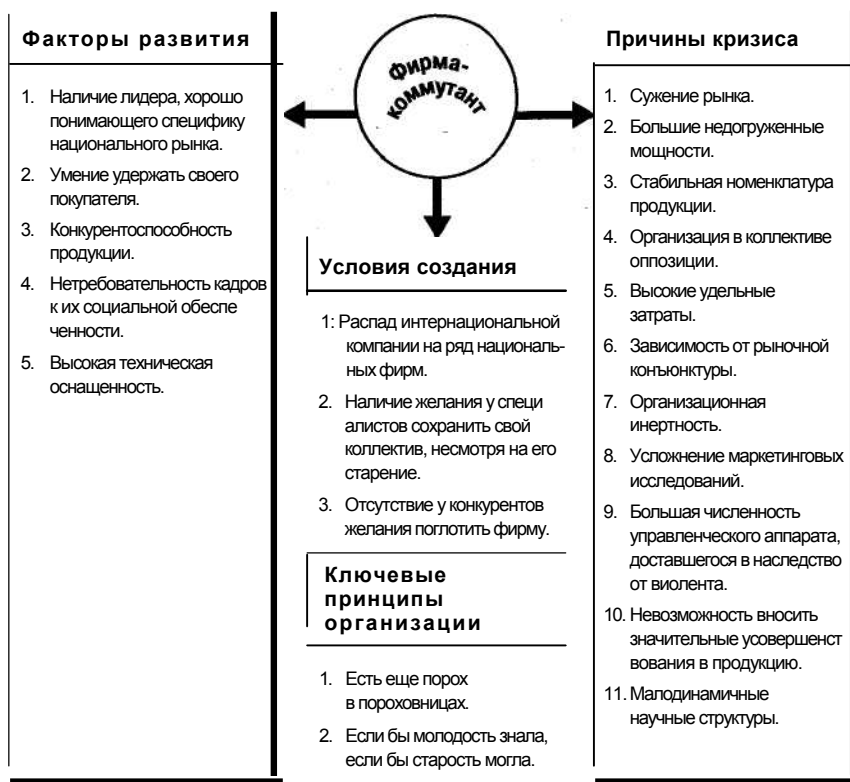 Факторы развития
1. Наличие лидера, хорошо
понимающего специфику
национального рынка.
2. Умение удержать своего
покупателя.
3. Конкурентоспособность
продукции.
4. Нетребовательность кадров
к их социальной обеспе
ченности.
5. Высокая техническая
оснащенность.
Фирма-
коммутант
Условия создания
1: Распад интернациональной
компании на ряд националь-
ных фирм.
2. Наличие желания у специ
алистов сохранить свой
коллектив, несмотря на его
старение.
3. Отсутствие у конкурентов
желания поглотить фирму.
Ключевые
принципы
организации
1. Есть еще порох
в пороховницах.
2. Если бы молодость знала,
если бы старость могла.
Причины кризиса
1. Сужение рынка.
2. Большие недогруженные
мощности.
3. Стабильная номенклатура
продукции.
4. Организация в коллективе
оппозиции.
5. Высокие удельные
затраты.
6. Зависимость от рыночной
конъюнктуры.
7. Организационная
инертность.
8. Усложнение маркетинговых
исследований.
9. Большая численность
управленческого аппарата,
доставшегося в наследство
от виолента.
10. Невозможность вносить
значительные усовершенст
вования в продукцию.
11. Малодинамичные
научные структуры.